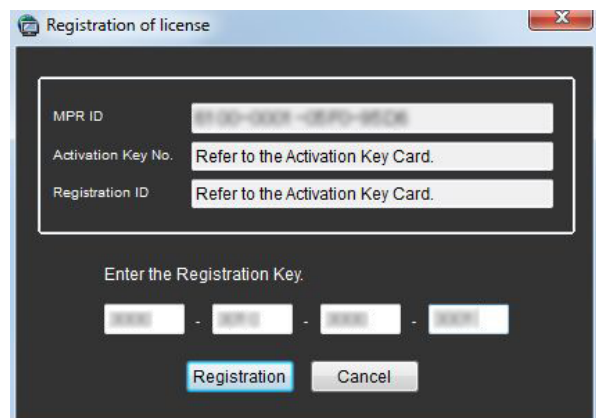 Registration of license
MPR ID
Activation Key No. Refer to the Activation Key Card.
Registration ID Refer to the Activation Key Card.
Enter the Registration Key.
- - -
Registration Cancel